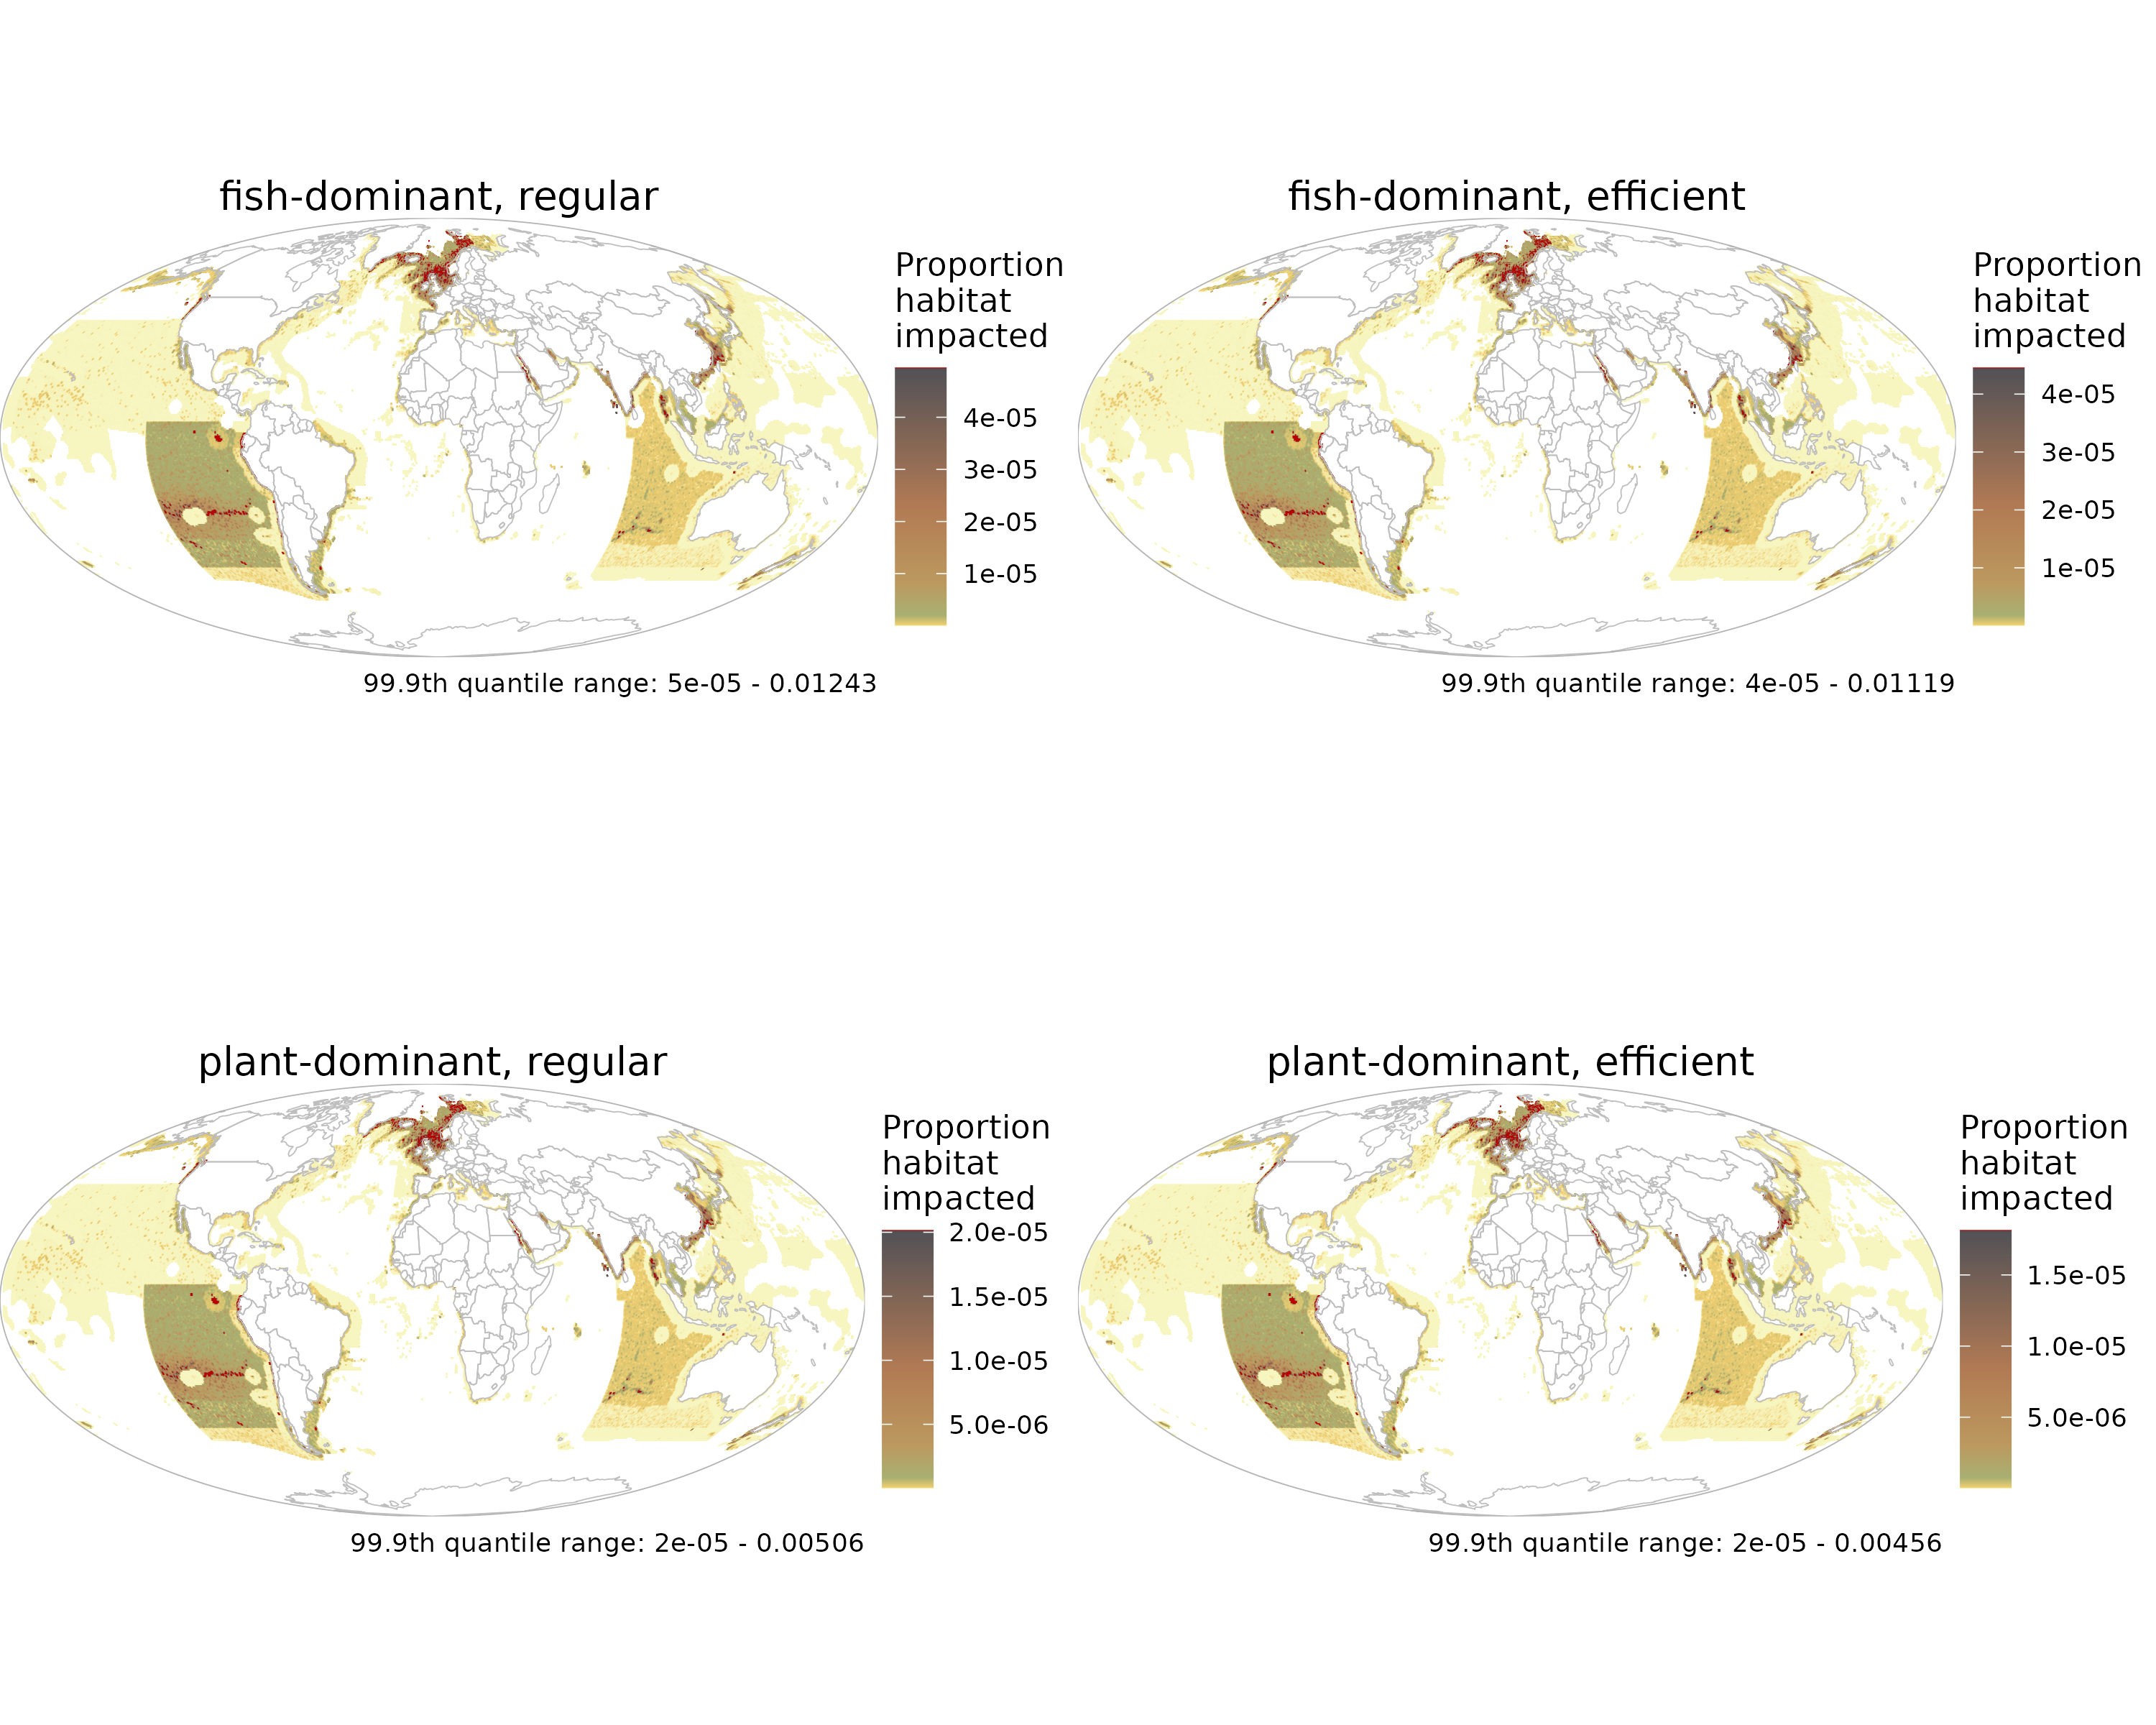 fish-dominant, regular
Proportion
habitat
impacted
4e-05
3e-05
2e-05
1e-05
99.9th quantile range: 5e-05 - 0.01243
fish-dominant, efficient
Proportion
habitat
impacted
4e-05
3e-05
2e-05
1e-05
99.9th quantile range: 4e-05 - 0.01119
plant-dominant, regular
Proportion
habitat
impacted
2.0e-05
1.5e-05
1.0e-05
5.0e-06
99.9th quantile range: 2e-05 - 0.00506
plant-dominant, efficient
Proportion
habitat
impacted
1.5e-05
1.0e-05
5.0e-06
99.9th quantile range: 2e-05 - 0.00456